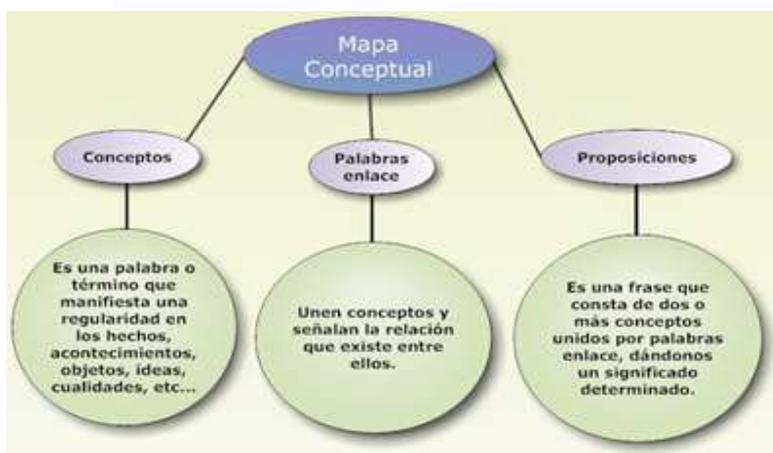 Mapa
Conceptual
Conceptos
Palabras
enlace
Proposiciones
Es una palabra o
término que
manifiesta una
regularidad en
los hechos,
acontecimientos,
objetos, ideas,
cualidades, etc...
Unen conceptos y
señalan la relación
que existe entre
ellos.
Es una frase que
consta de dos o
más conceptos
unidos por palabras
enlace, dándonos
un significado
determinado.